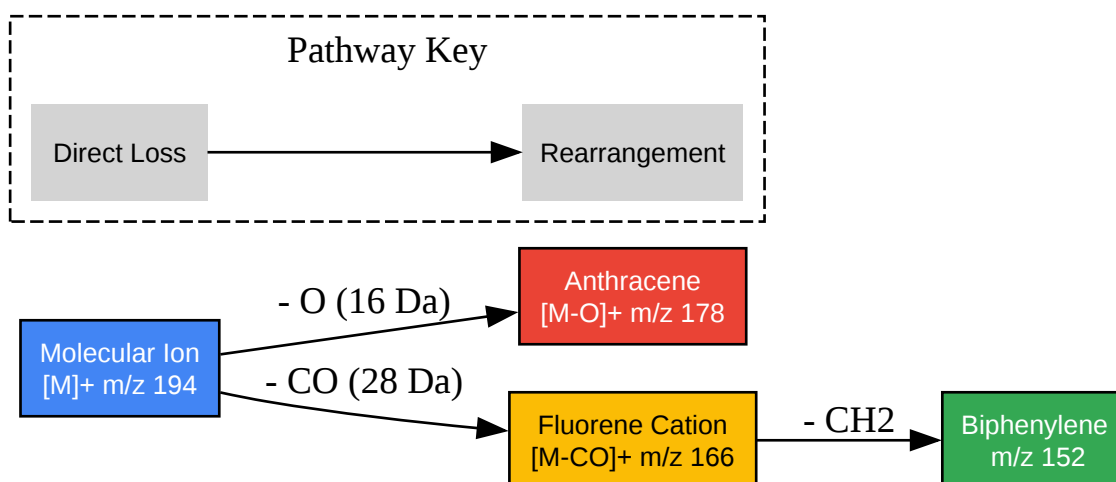 Pathway Key
Direct Loss
Rearrangement
Anthracene
[M-O]+ m/z 178
- O (16 Da)
Molecular Ion
[M]+ m/z 194
- CO (28 Da)
Fluorene Cation
[M-CO]+ m/z 166
- CH2
Biphenylene
m/z 152